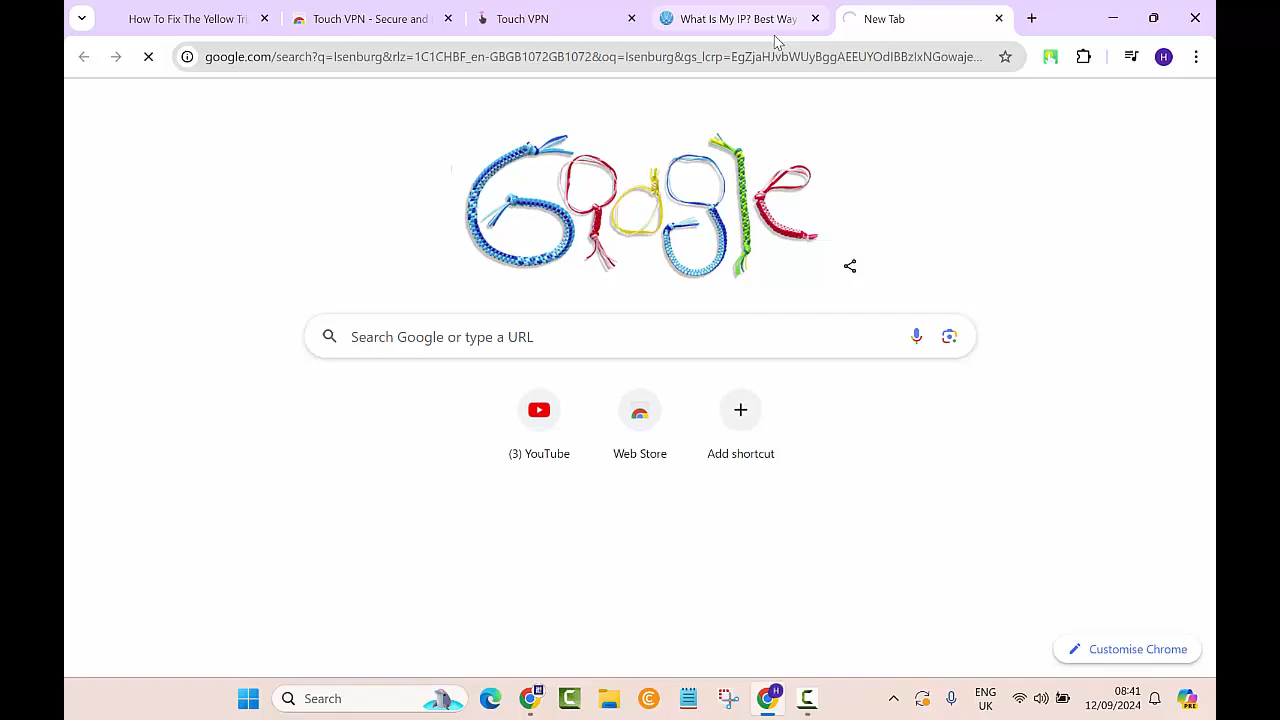 How To Fix The Yellow Tri
Touch VPN - Secure and
Touch VPN
What Is My IP? Best Way
New Tab
google.com/search?q=Isenburg&rlz=1C1CHBF_en-GBGB1072GB1072&oq=Isenburg&gs_lcrp=EgZjaHJvbWUyBggAEEUYOdIBBzIxNGowaje...
H
Google
Search Google or type a URL
(3) YouTube
Web Store
Add shortcut
Customise Chrome
Search
H
ENG
UK
08:41
12/09/2024
PRE